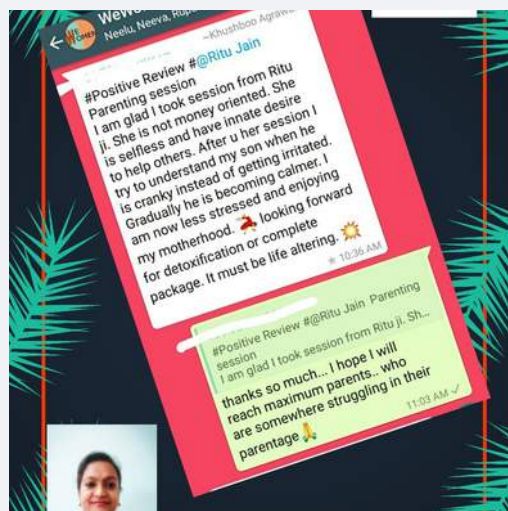 WeWo
WE
WOMEN
Neelu, Neeva, Rup
~Khushboo Agrawa
#Positive Review #@Ritu Jain
Parenting session
I am glad I took session from Ritu
ji. She is not money oriented. She
is selfless and have innate desire
to help others. After u her session I
try to understand my son when he
is cranky instead of getting irritated.
Gradually he is becoming calmer. I
am now less stressed and enjoying
my motherhood. 💃 looking forward
for detoxification or complete
package. It must be life altering. 💥
★ 10:36 AM
#Positive Review #@Ritu Jain Parenting
session
I am glad I took session from Ritu ji. Sh...
thanks so much... I hope I will
reach maximum parents.. who
are somewhere struggling in their
parentage🙏
11:03 AM ✓